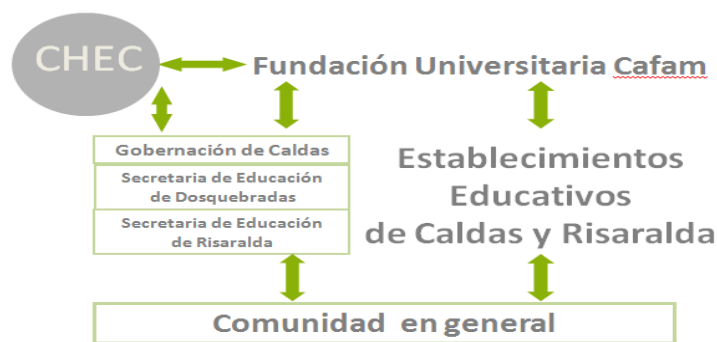 CHEC
Fundación Universitaria Cafam
Gobernación de Caldas
Secretaria de Educación
de Dosquebradas
Secretaria de Educación
de Risaralda
Establecimientos
Educativos
de Caldas y Risaralda
Comunidad en general